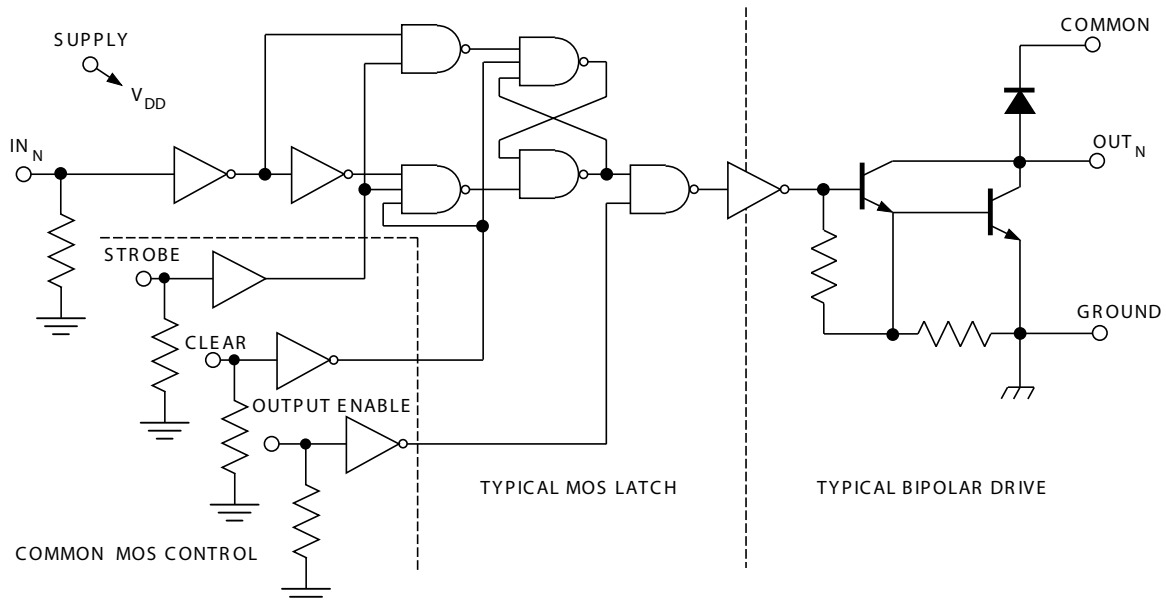 SUPPLY
V DD
IN N
STROBE
CLEAR
OUTPUT ENABLE
COMMON MOS CONTROL
TYPICAL MOS LATCH
TYPICAL BIPOLAR DRIVE
COMMON
OUT N
GROUND